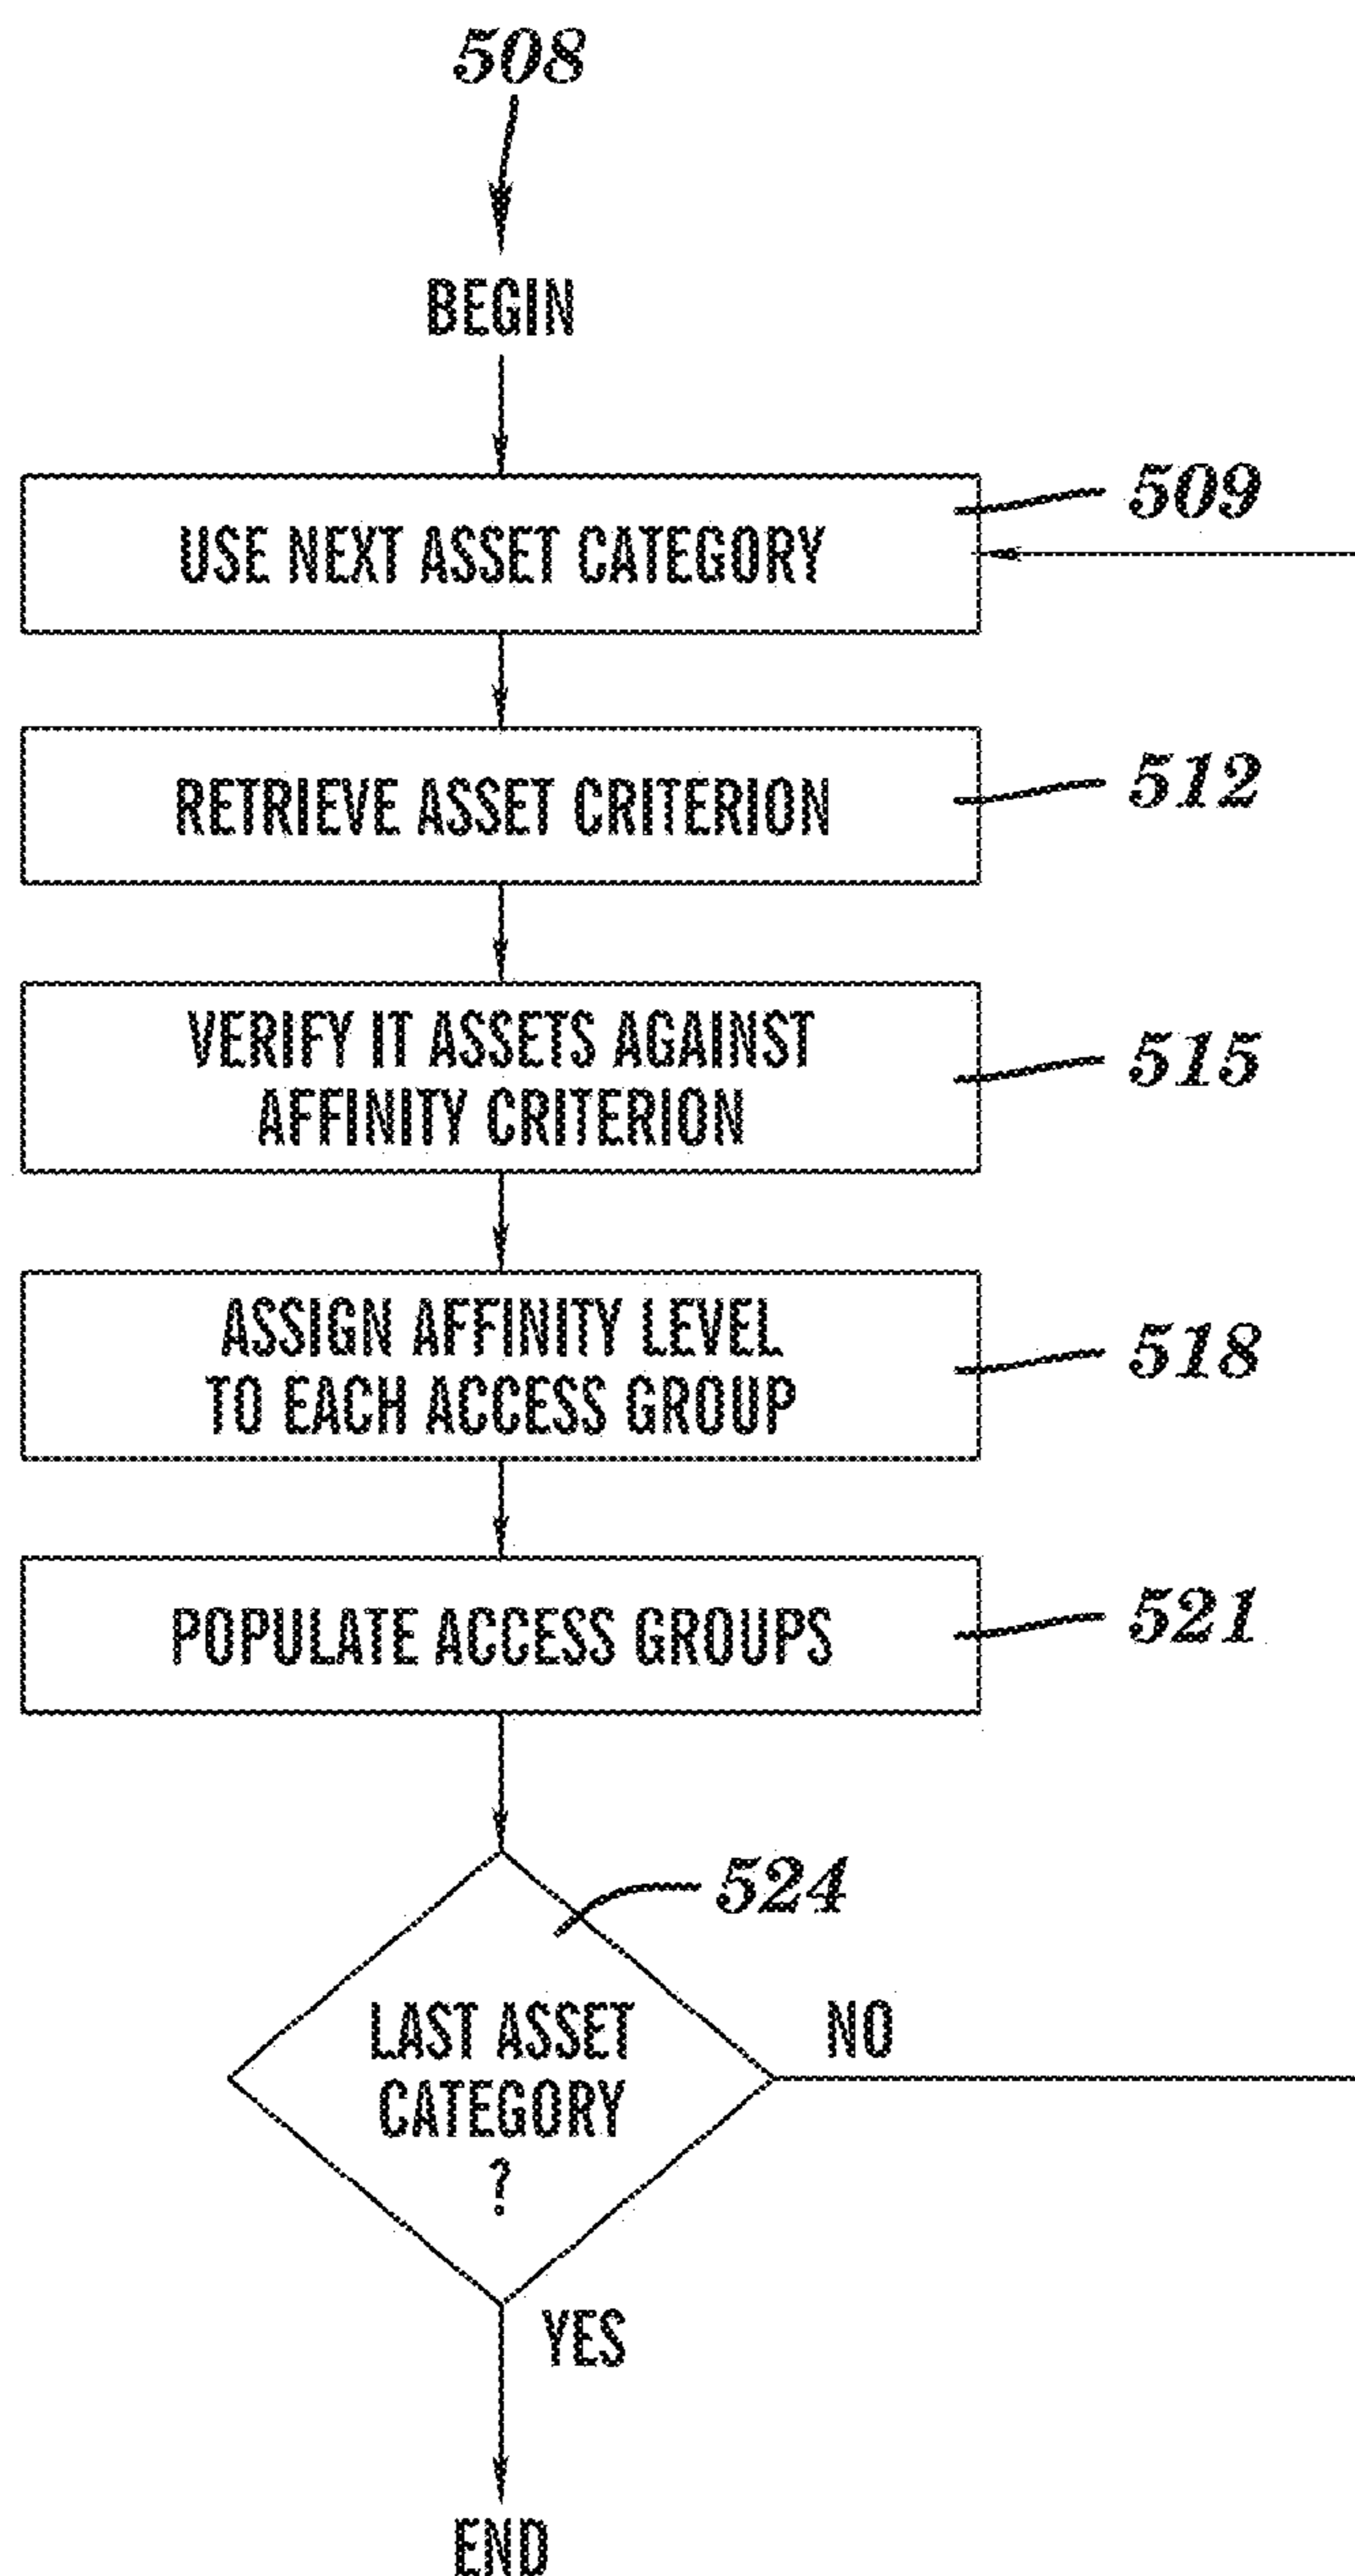 508
BEGIN
USE NEXT ASSET CATEGORY
509
RETRIEVE ASSET CRITERION
512
VERIFY IT ASSETS AGAINST
AFFINITY CRITERION
515
ASSIGN AFFINITY LEVEL
TO EACH ACCESS GROUP
518
POPULATE ACCESS GROUPS
521
524
LAST ASSET
CATEGORY
?
NO
YES
END